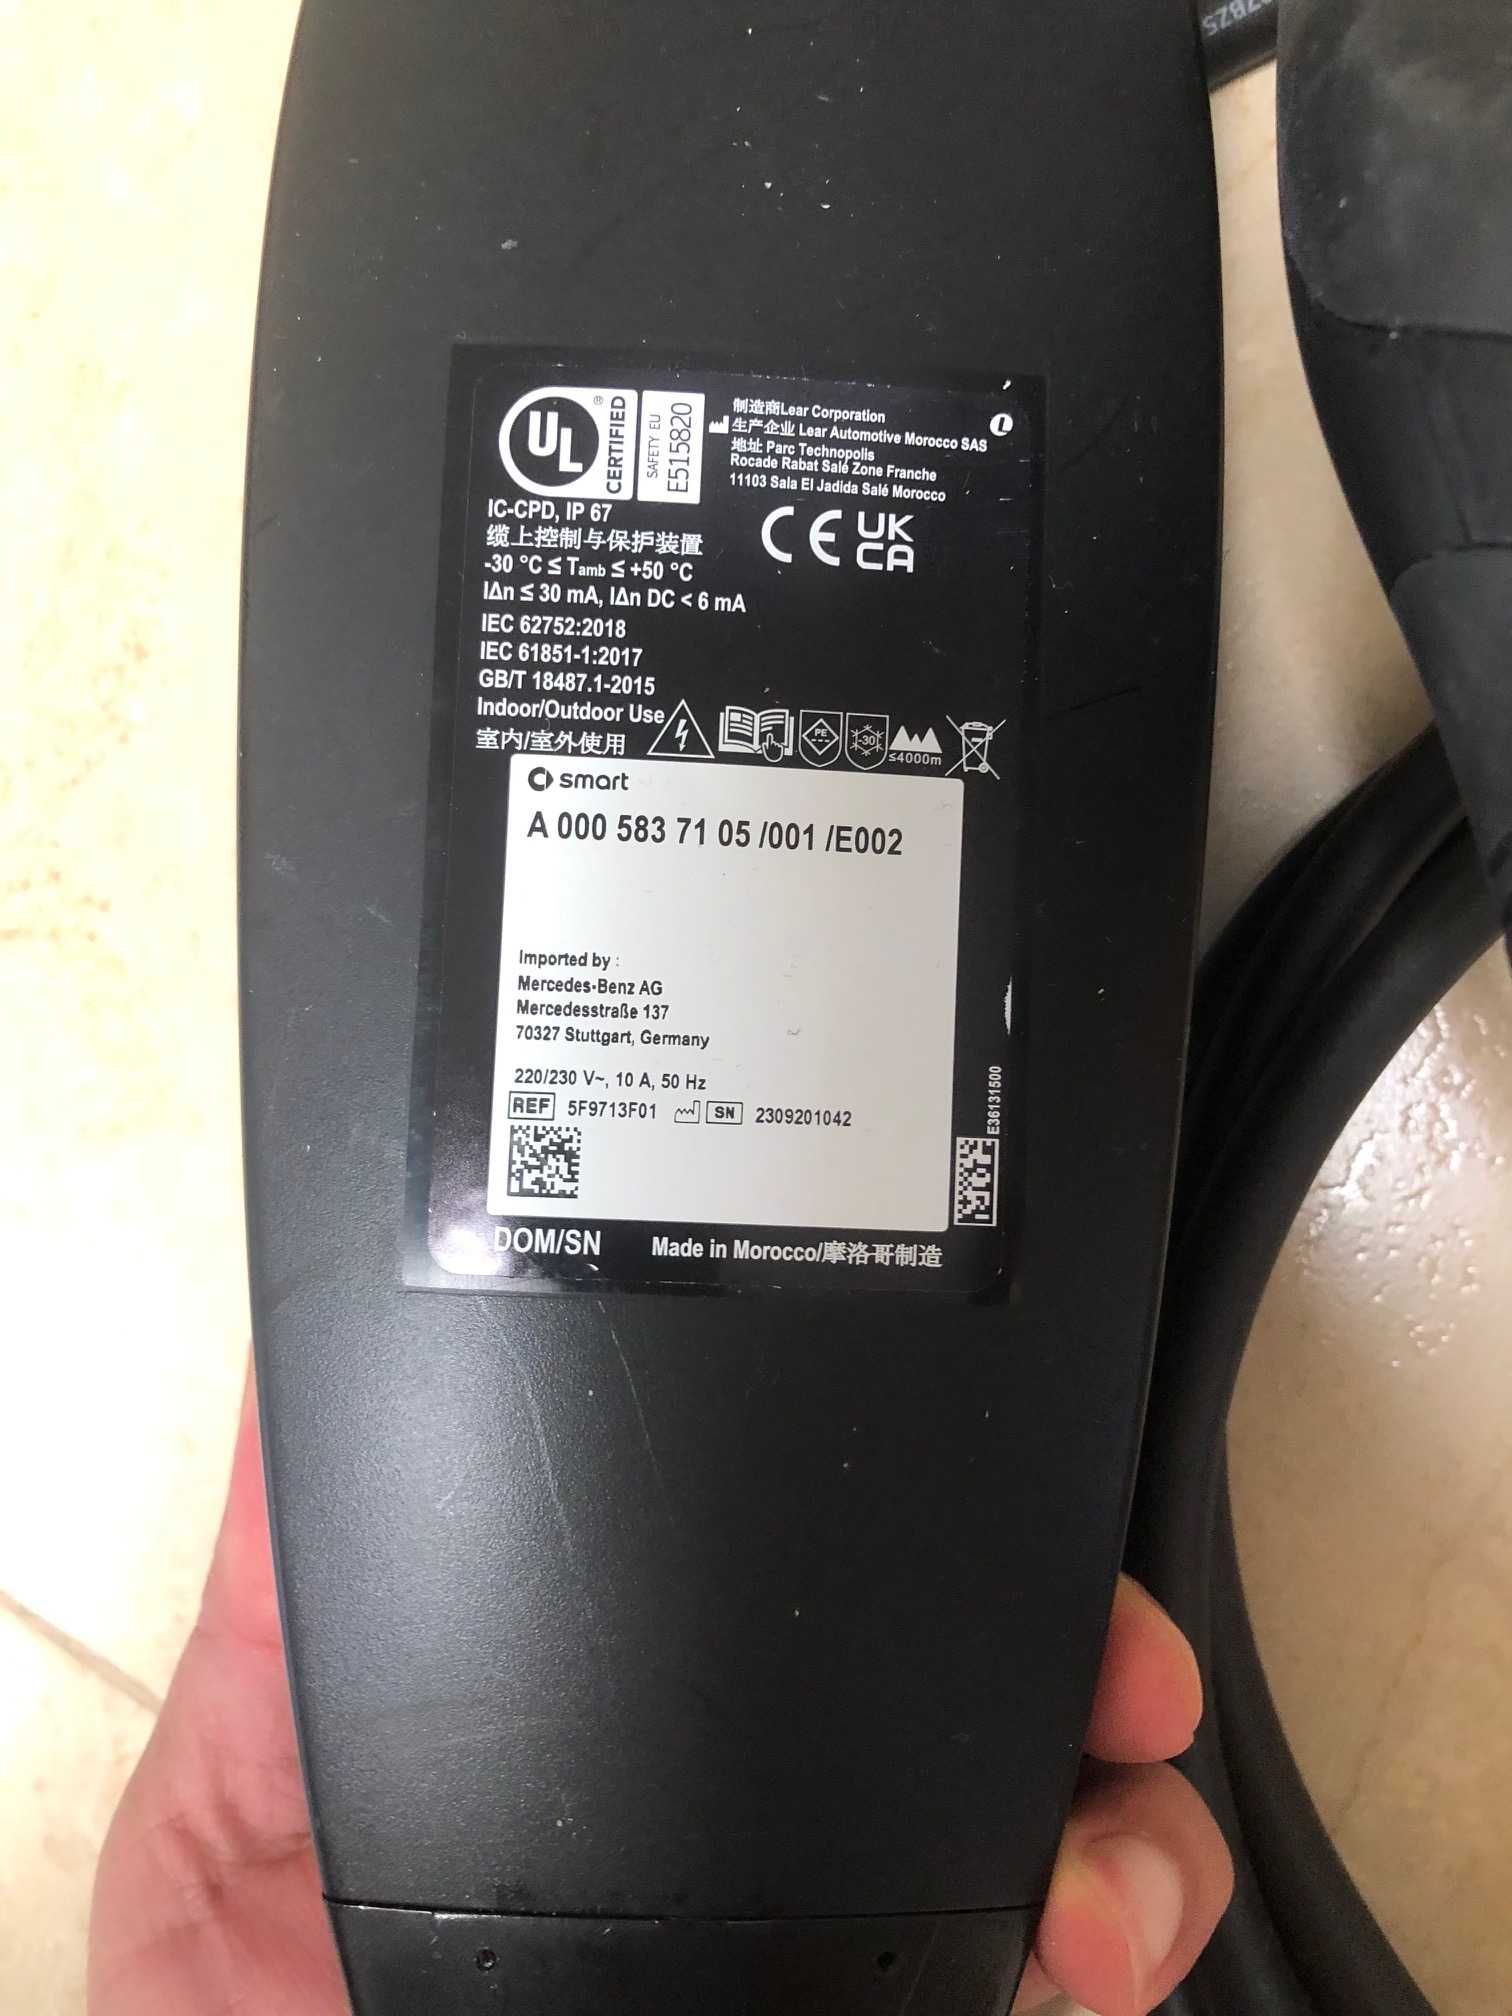 UL
®
CERTIFIED
SAFETY EU
E515820
制造商Lear Corporation
生产企业 Lear Automotive Morocco SAS
地址 Parc Technopolis
Rocade Rabat Salé Zone Franche
11103 Sala El Jadida Salé Morocco
IC-CPD, IP 67
缆上控制与保护装置
CE UK CA
-30 °C ≤ Tamb ≤ +50 °C
IΔn ≤ 30 mA, IΔn DC < 6 mA
IEC 62752:2018
IEC 61851-1:2017
GB/T 18487.1-2015
Indoor/Outdoor Use
室内/室外使用
PE
-30
≤4000m
smart
A 000 583 71 05 /001 /E002
Imported by :
Mercedes-Benz AG
Mercedesstraße 137
70327 Stuttgart, Germany
220/230 V~, 10 A, 50 Hz
REF 5F9713F01 SN 2309201042
E36131500
DOM/SN Made in Morocco/摩洛哥制造